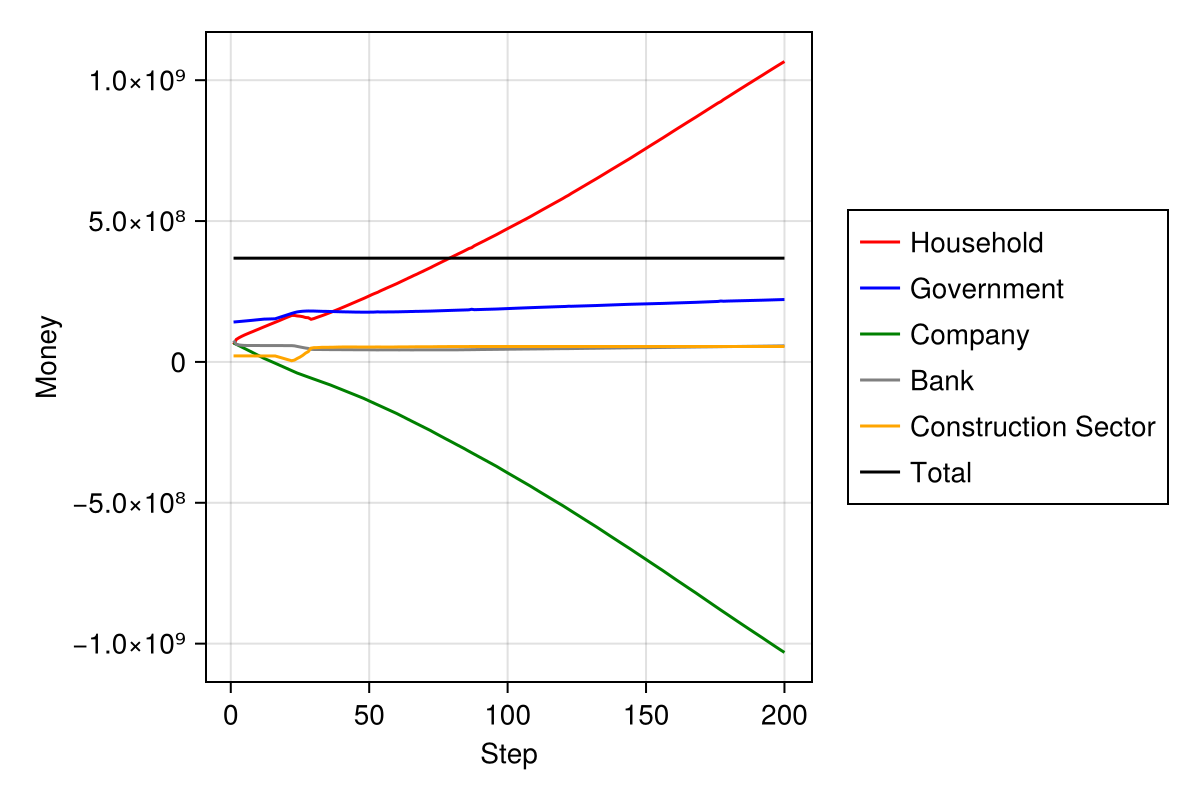 1.0×10⁹
5.0×10⁸
0
−5.0×10⁸
−1.0×10⁹
Money
0 50 100 150 200
Step
Household
Government
Company
Bank
Construction Sector
Total